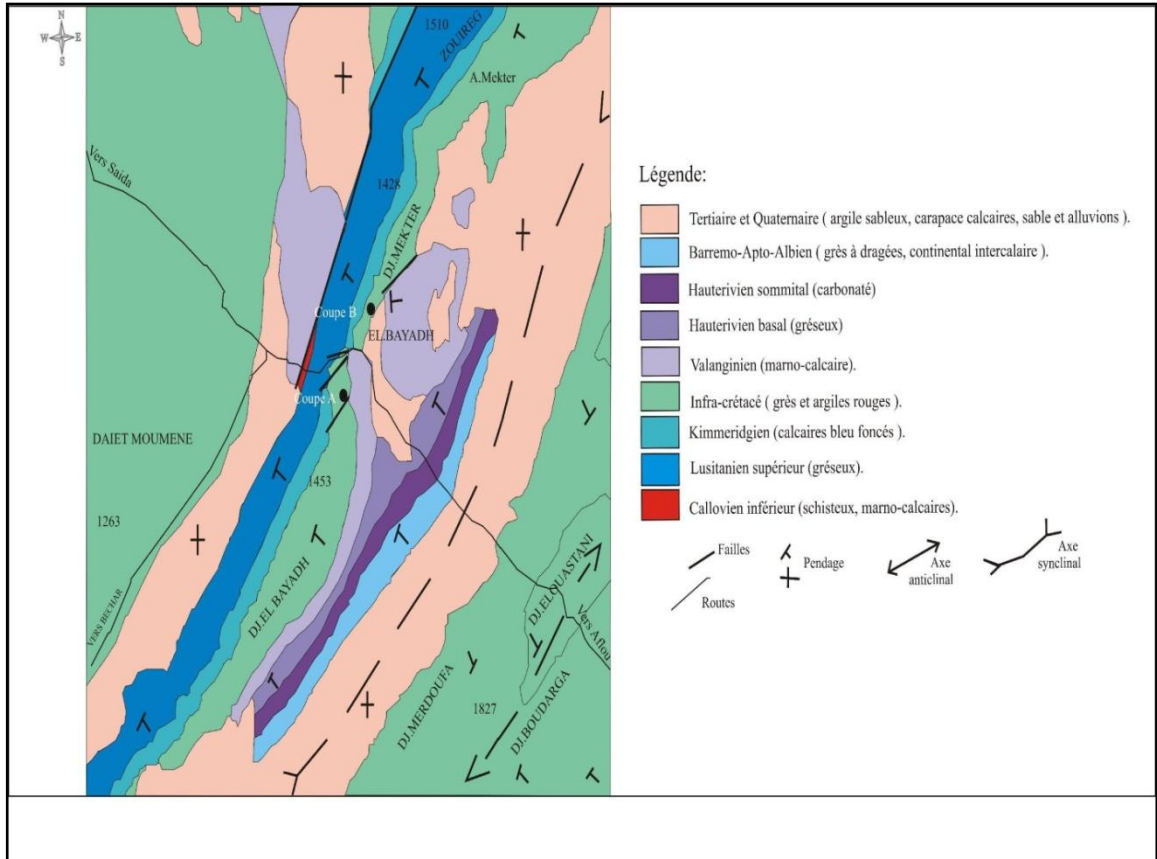 N
W E
S
1510
ZOUIREG
A.Mekter
Vers Saida
1428
DJ.MEKTER
Coupe B
EL.BAYADH
Coupe A
DAIET MOUMENE
1453
1263
DJ.EL BAYADH
VERS BECHAR
DJ.ELOUASTANI
Vers Aflou
DJ.MERDOUFA
1827
DJ.BOUDARGA
Légende:
Tertiaire et Quaternaire ( argile sableux, carapace calcaires, sable et alluvions ).
Barremo-Apto-Albien ( grès à dragées, continental intercalaire ).
Hauterivien sommital (carbonaté)
Hauterivien basal (gréseux)
Valanginien (marno-calcaire).
Infra-crétacé ( grès et argiles rouges ).
Kimmeridgien (calcaires bleu foncés ).
Lusitanien supérieur (gréseux).
Callovien inférieur (schisteux, marno-calcaires).
Failles
Routes
Pendage
Axe
anticlinal
Axe
synclinal